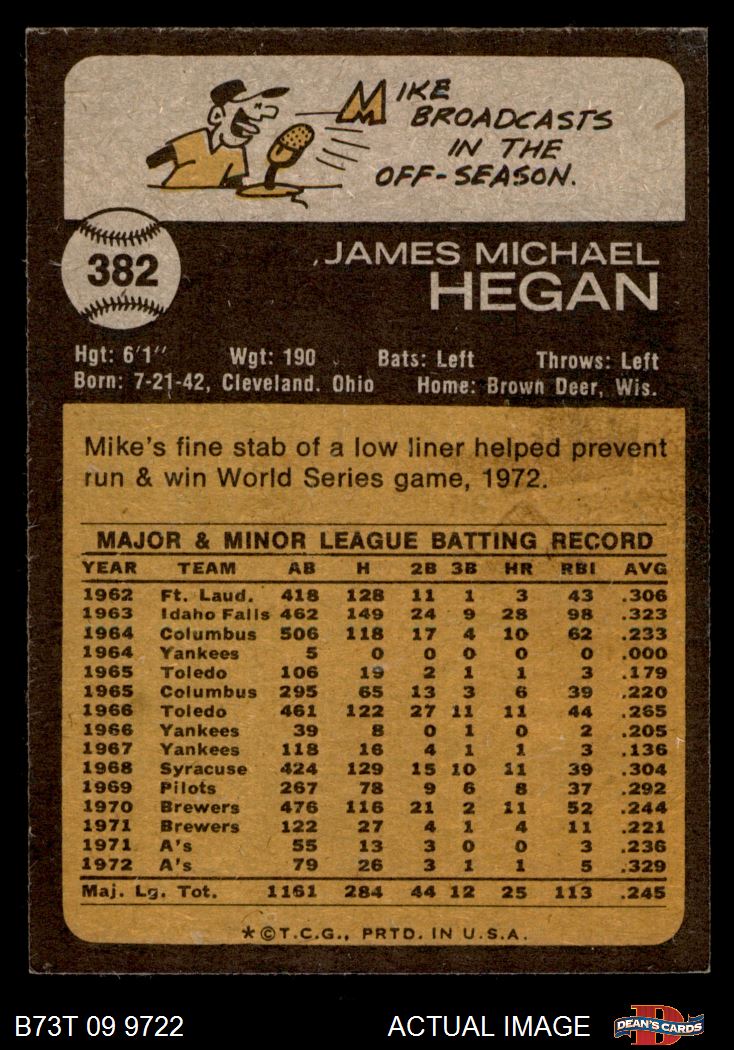 MIKE
BROADCASTS
IN THE
OFF-SEASON.
382
JAMES MICHAEL
HEGAN
Hgt: 6'1" Wgt: 190 Bats: Left Throws: Left
Born: 7-21-42, Cleveland. Ohio Home: Brown Deer, Wis.
Mike's fine stab of a low liner helped prevent
run & win World Series game, 1972.
MAJOR & MINOR LEAGUE BATTING RECORD
YEAR TEAM AB H 2B 3B HR RBI AVG
1962 Ft. Laud. 418 128 11 1 3 43 .306
1963 Idaho Falls 462 149 24 9 28 98 .323
1964 Columbus 506 118 17 4 10 62 .233
1964 Yankees 5 0 0 0 0 0 .000
1965 Toledo 106 19 2 1 1 3 .179
1965 Columbus 295 65 13 3 6 39 .220
1966 Toledo 461 122 27 11 11 44 .265
1966 Yankees 39 8 0 1 0 2 .205
1967 Yankees 118 16 4 1 1 3 .136
1968 Syracuse 424 129 15 10 11 39 .304
1969 Pilots 267 78 9 6 8 37 .292
1970 Brewers 476 116 21 2 11 52 .244
1971 Brewers 122 27 4 1 4 11 .221
1971 A's 55 13 3 0 0 3 .236
1972 A's 79 26 3 1 1 5 .329
Maj. Lg. Tot. 1161 284 44 12 25 113 .245
*©T.C.G., PRTD. IN U.S.A.
B73T 09 9722 ACTUAL IMAGE
D
DEAN'S CARDS